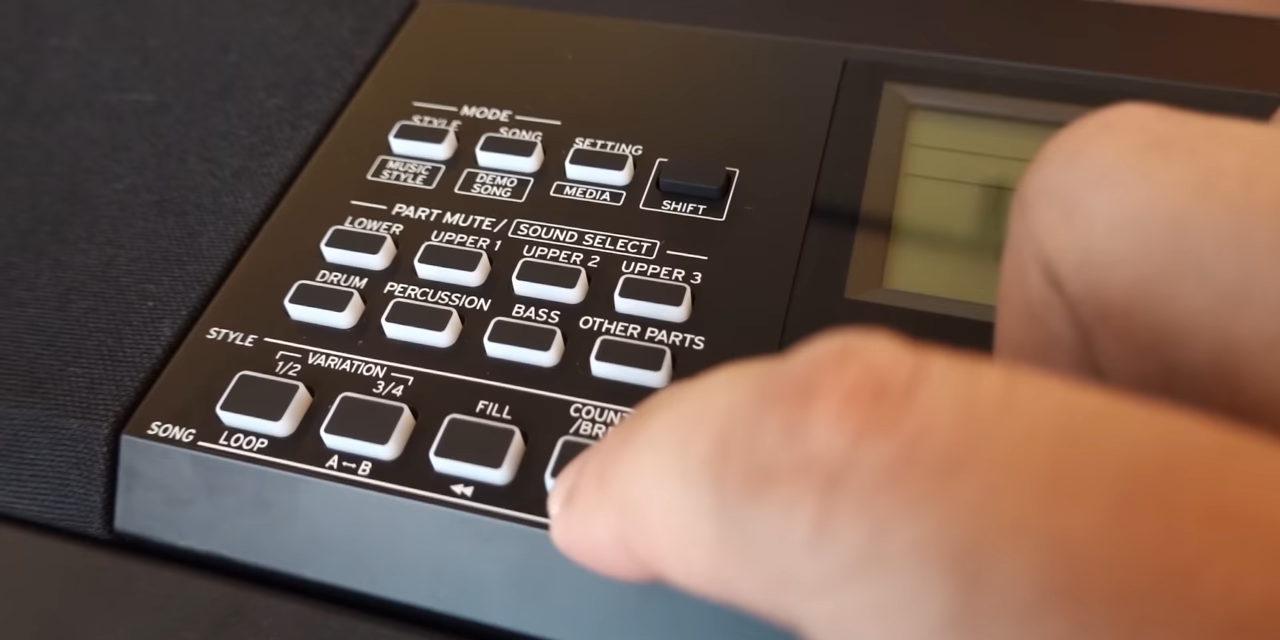 MODE
STYLE SONG SETTING
MUSIC STYLE DEMO SONG MEDIA SHIFT
PART MUTE/ SOUND SELECT
LOWER UPPER 1 UPPER 2 UPPER 3
DRUM PERCUSSION BASS OTHER PARTS
STYLE VARIATION
1/2 3/4 FILL
SONG LOOP A↔B ◀◀